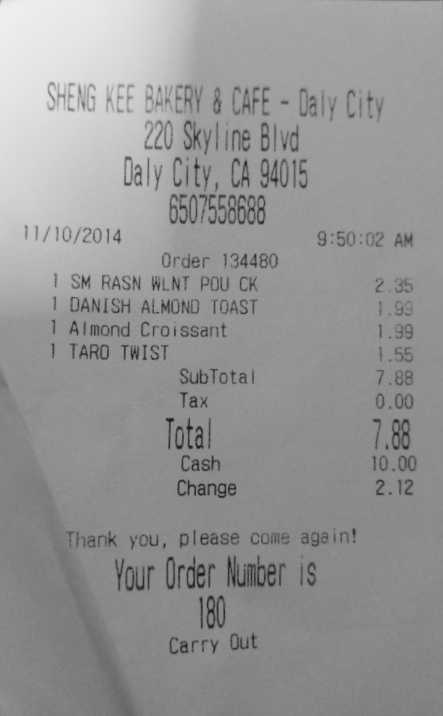 SHENG KEE BAKERY & CAFE - Daly City
220 Skyline Blvd
Daly City, CA 94015
6507558688
11/10/2014 9:50:02 AM
Order 134480
1 SM RASN WLNT POU CK 2.35
1 DANISH ALMOND TOAST 1.99
1 Almond Croissant 1.99
1 TARO TWIST 1.55
SubTotal 7.88
Tax 0.00
Total 7.88
Cash 10.00
Change 2.12
Thank you, please come again!
Your Order Number is
180
Carry Out